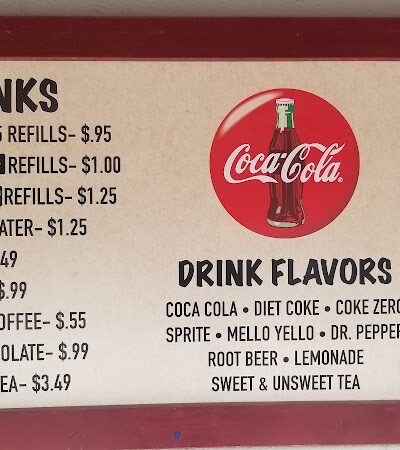 NKS
REFILLS- $.95
REFILLS- $1.00
REFILLS- $1.25
ATER- $1.25
49
$.99
OFFEE- $.55
OLATE- $.99
EA- $3.49
Coca-Cola
DRINK FLAVORS
COCA COLA • DIET COKE • COKE ZERO
SPRITE • MELLO YELLO • DR. PEPPER
ROOT BEER • LEMONADE
SWEET & UNSWEET TEA